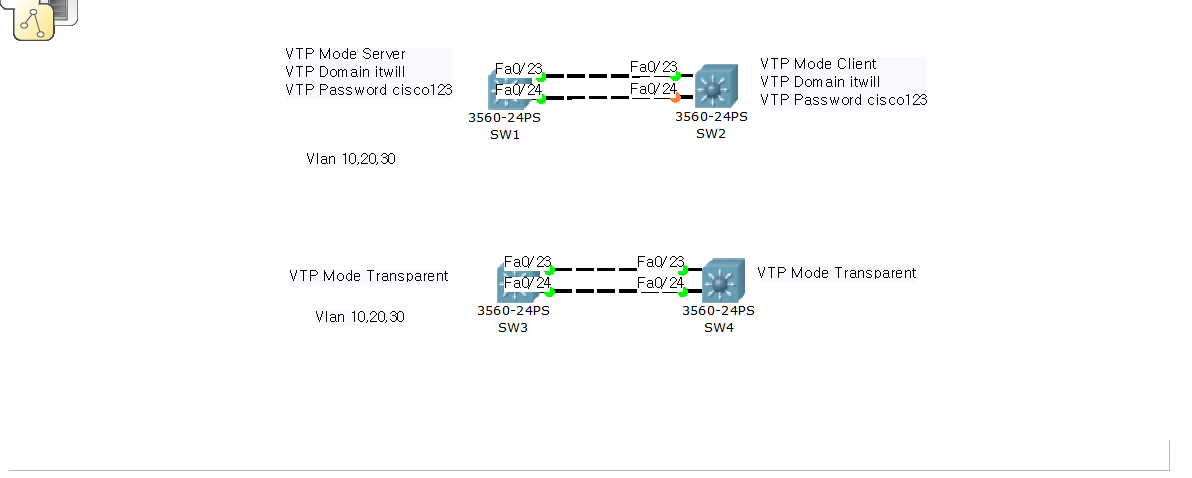 VTP Mode Server
VTP Domain itwill
VTP Password cisco123
Fa0/23
Fa0/24
3560-24PS
SW1
Fa0/23
Fa0/24
3560-24PS
SW2
VTP Mode Client
VTP Domain itwill
VTP Password cisco123
Vlan 10,20,30
VTP Mode Transparent
Fa0/23
Fa0/24
3560-24PS
SW3
Fa0/23
Fa0/24
3560-24PS
SW4
VTP Mode Transparent
Vlan 10,20,30